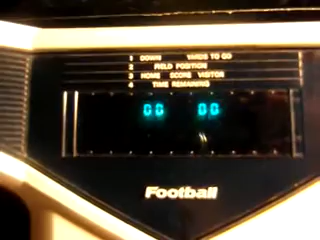 1 DOWN YARDS TO GO
2 FIELD POSITION
3 HOME SCORE VISITOR
4 TIME REMAINING
00 00
Football